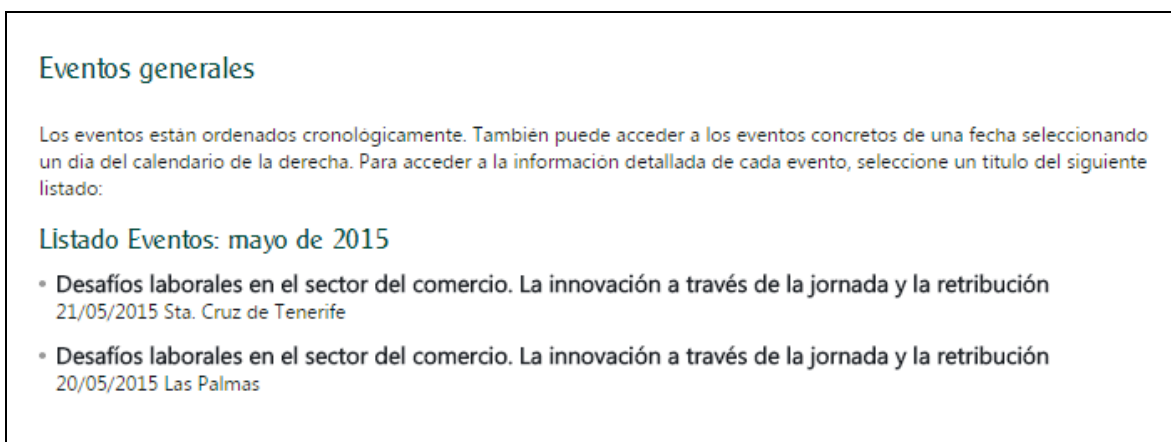 Eventos generales
Los eventos están ordenados cronológicamente. También puede acceder a los eventos concretos de una fecha seleccionando
un día del calendario de la derecha. Para acceder a la información detallada de cada evento, seleccione un título del siguiente
listado:
Listado Eventos: mayo de 2015
• Desafíos laborales en el sector del comercio. La innovación a través de la jornada y la retribución
21/05/2015 Sta. Cruz de Tenerife
• Desafíos laborales en el sector del comercio. La innovación a través de la jornada y la retribución
20/05/2015 Las Palmas